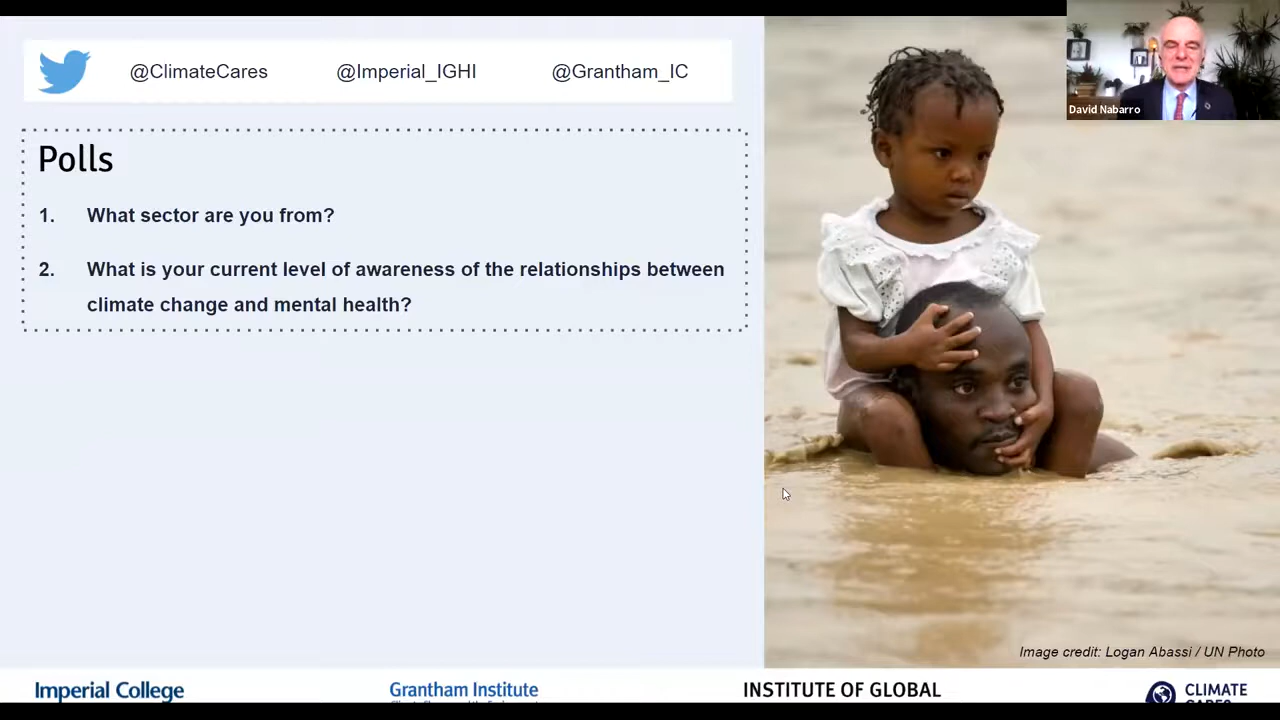 @ClimateCares @Imperial_IGHI @Grantham_IC
Polls
1. What sector are you from?
2. What is your current level of awareness of the relationships between
climate change and mental health?
David Nabarro
Image credit: Logan Abassi / UN Photo
Imperial College
Grantham Institute
INSTITUTE OF GLOBAL
CLIMATE